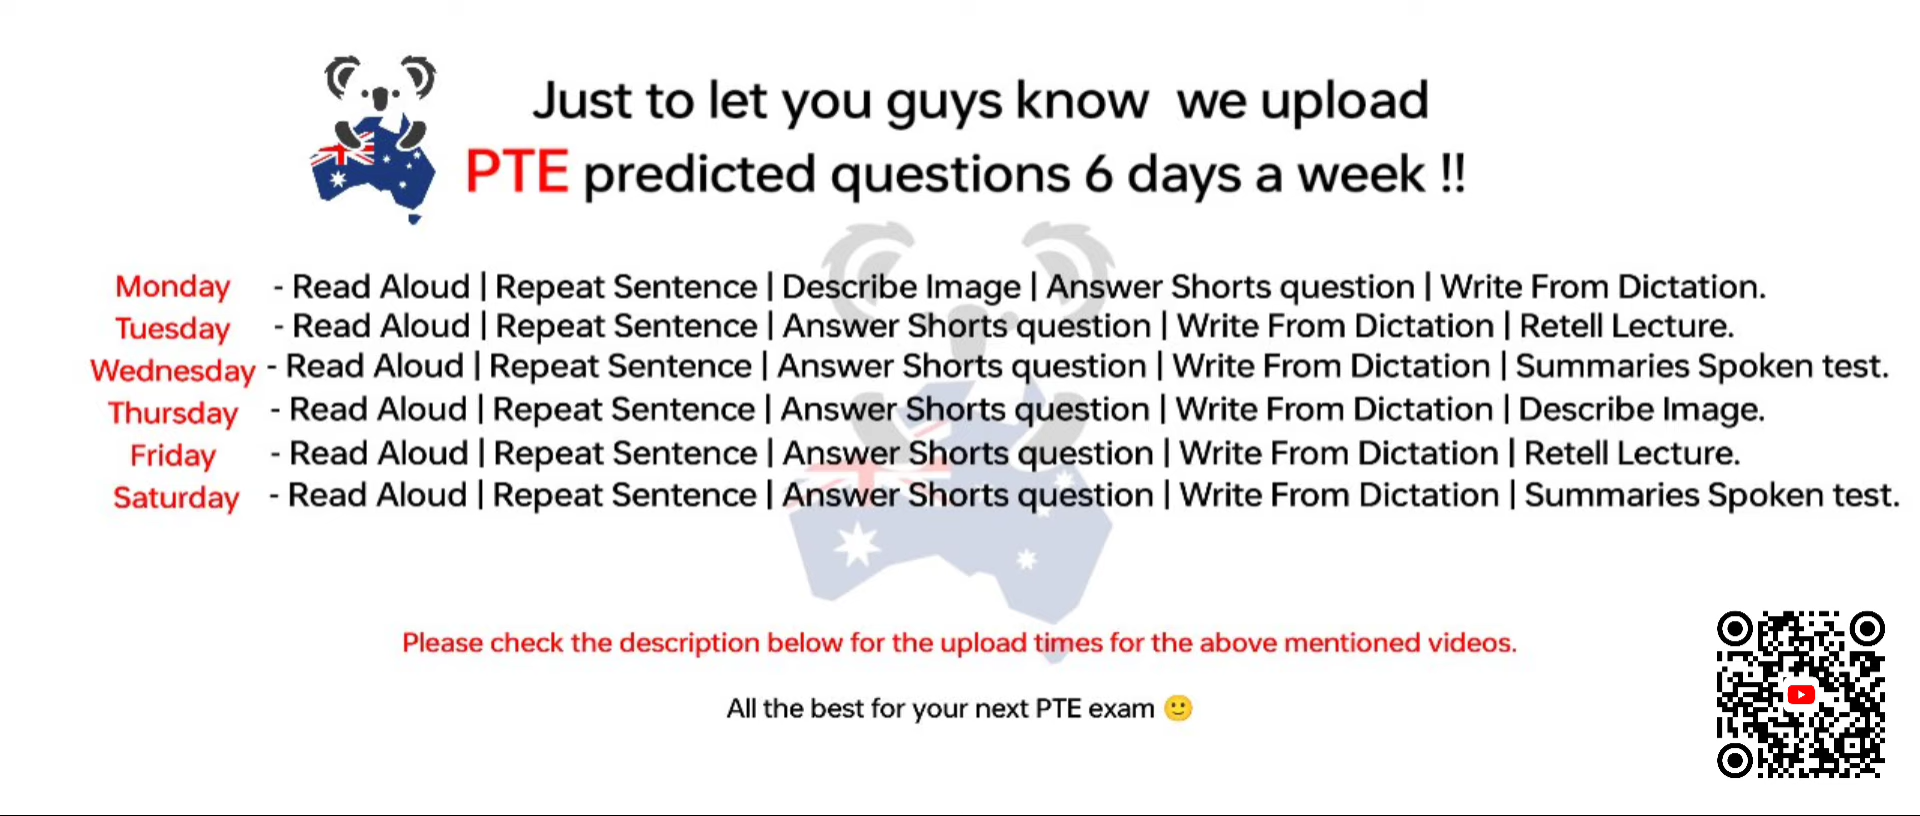 Just to let you guys know we upload
PTE predicted questions 6 days a week !!
Monday - Read Aloud | Repeat Sentence | Describe Image | Answer Shorts question | Write From Dictation.
Tuesday - Read Aloud | Repeat Sentence | Answer Shorts question | Write From Dictation | Retell Lecture.
Wednesday - Read Aloud | Repeat Sentence | Answer Shorts question | Write From Dictation | Summaries Spoken test.
Thursday - Read Aloud | Repeat Sentence | Answer Shorts question | Write From Dictation | Describe Image.
Friday - Read Aloud | Repeat Sentence | Answer Shorts question | Write From Dictation | Retell Lecture.
Saturday - Read Aloud | Repeat Sentence | Answer Shorts question | Write From Dictation | Summaries Spoken test.
Please check the description below for the upload times for the above mentioned videos.
All the best for your next PTE exam 🙂